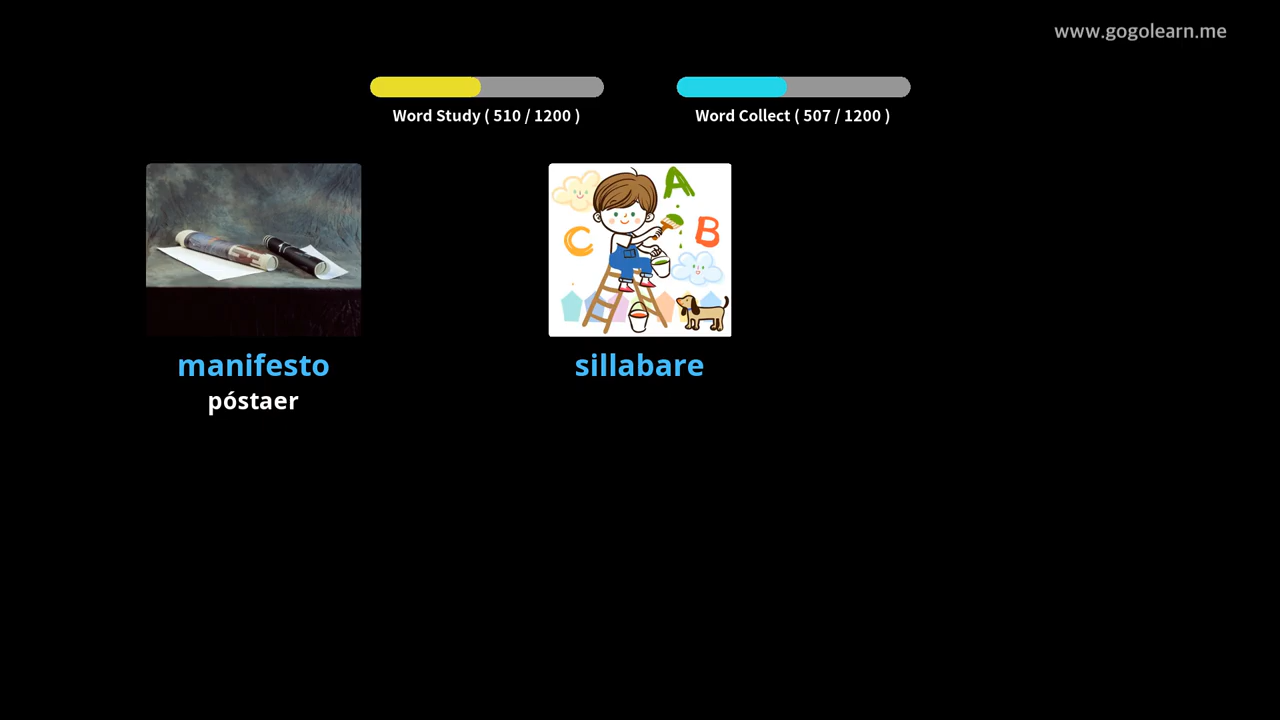 www.gogolearn.me
Word Study ( 510 / 1200 )
Word Collect ( 507 / 1200 )
manifesto
póstaer
sillabare
A
B
C